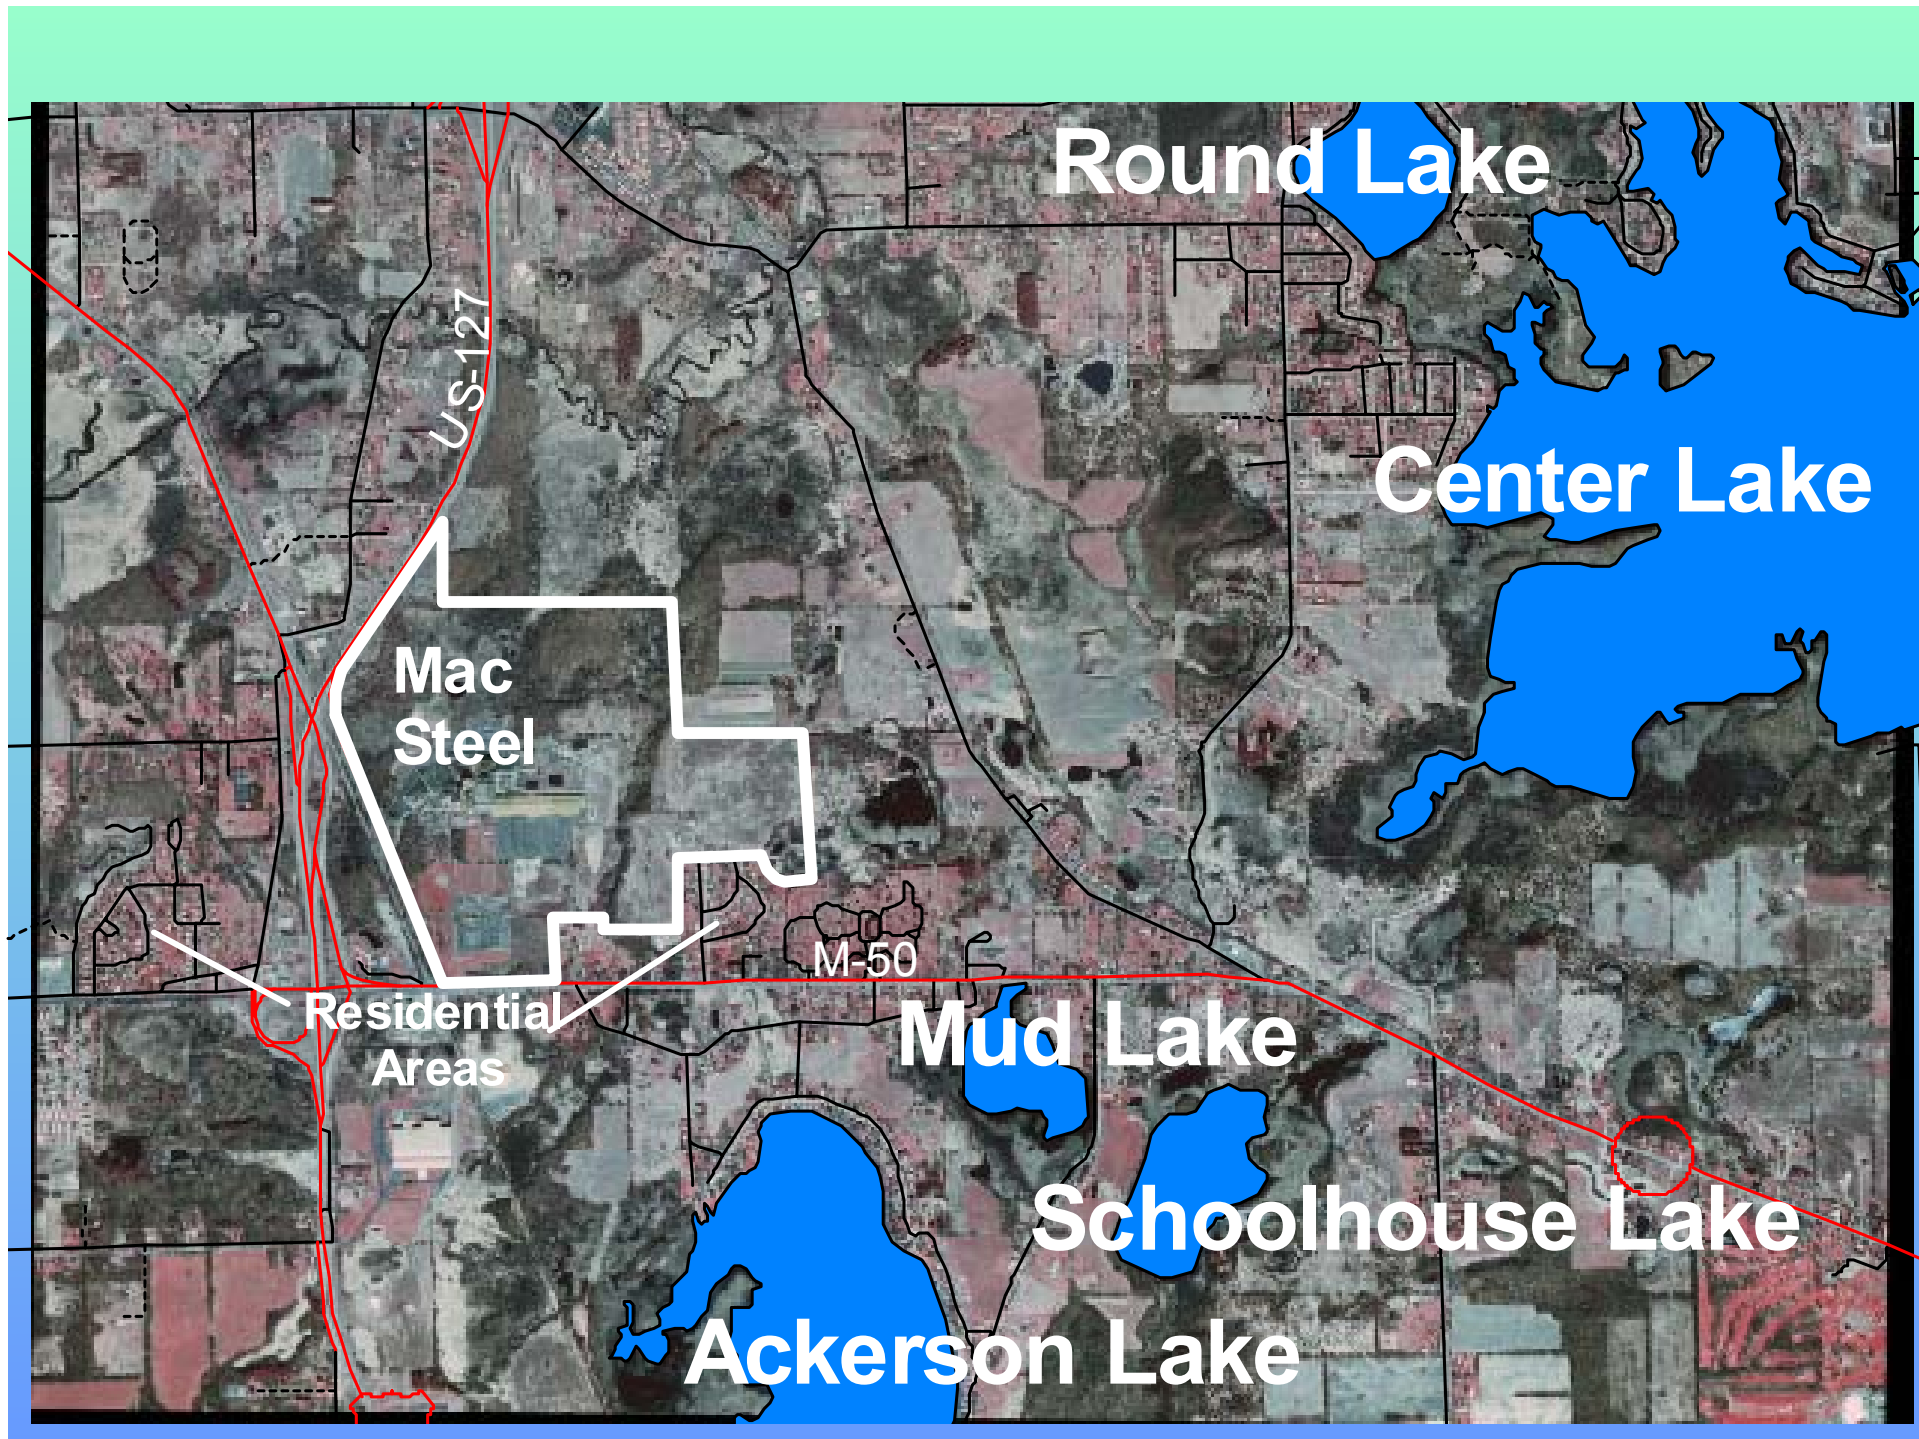 Round Lake
US-127
Center Lake
Mac
Steel
M-50
Residential
Areas
Mud Lake
Schoolhouse Lake
Ackerson Lake